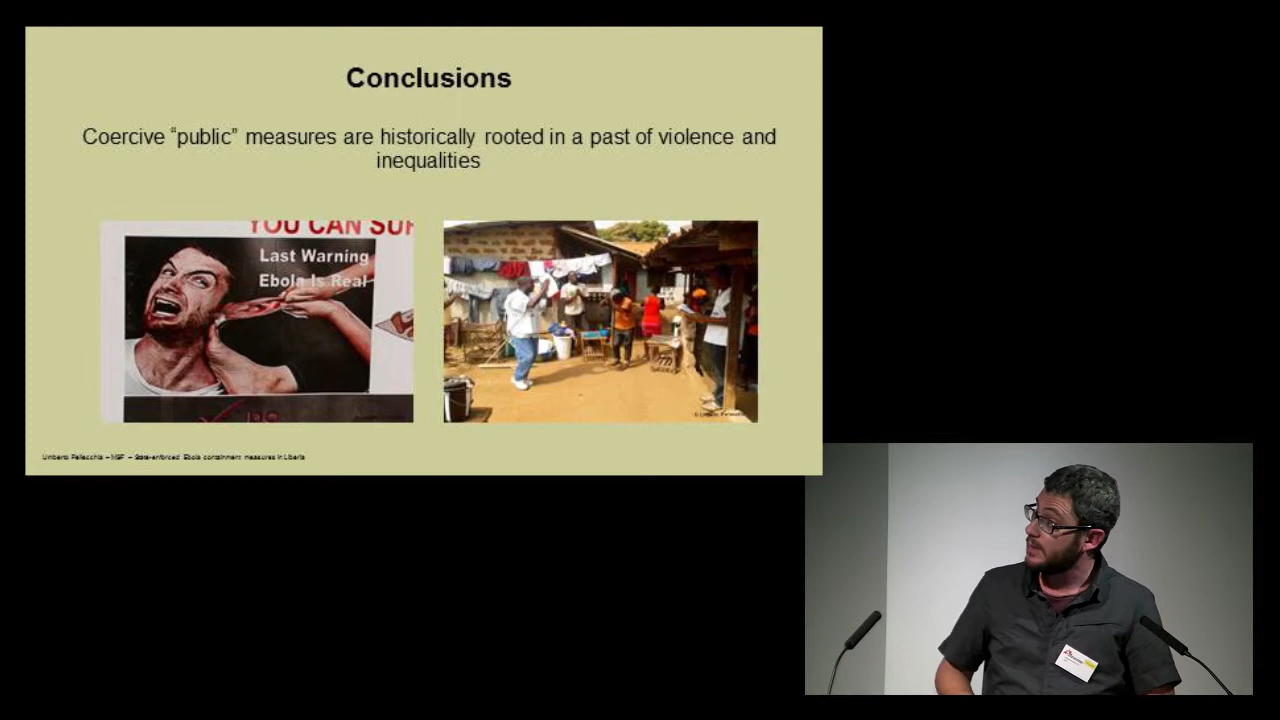 Conclusions
Coercive “public” measures are historically rooted in a past of violence and
inequalities
YOU CAN SUR
Last Warning
Ebola Is Real
Umberto Pellecchia – MSF – State-enforced Ebola containment measures in Liberia